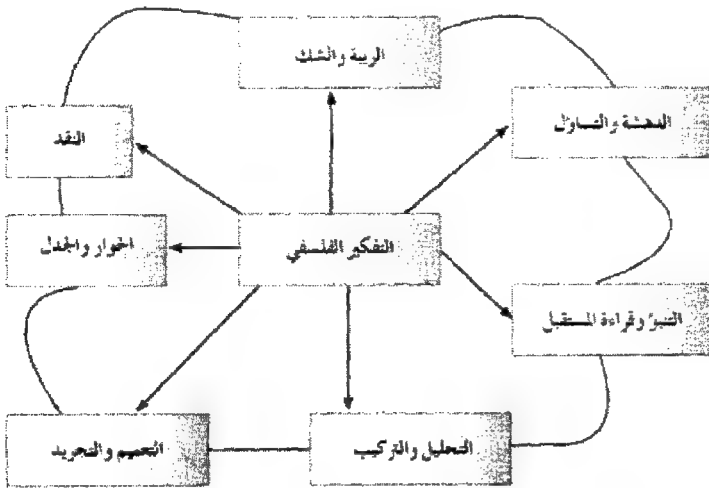 الريبة والشك
الدهشة والتساؤل
النقد
الحوار والجدل
التفكير الفلسفي
التنبؤ وقراءة المستقبل
التحليل والتركيب
التعميم والتجريد